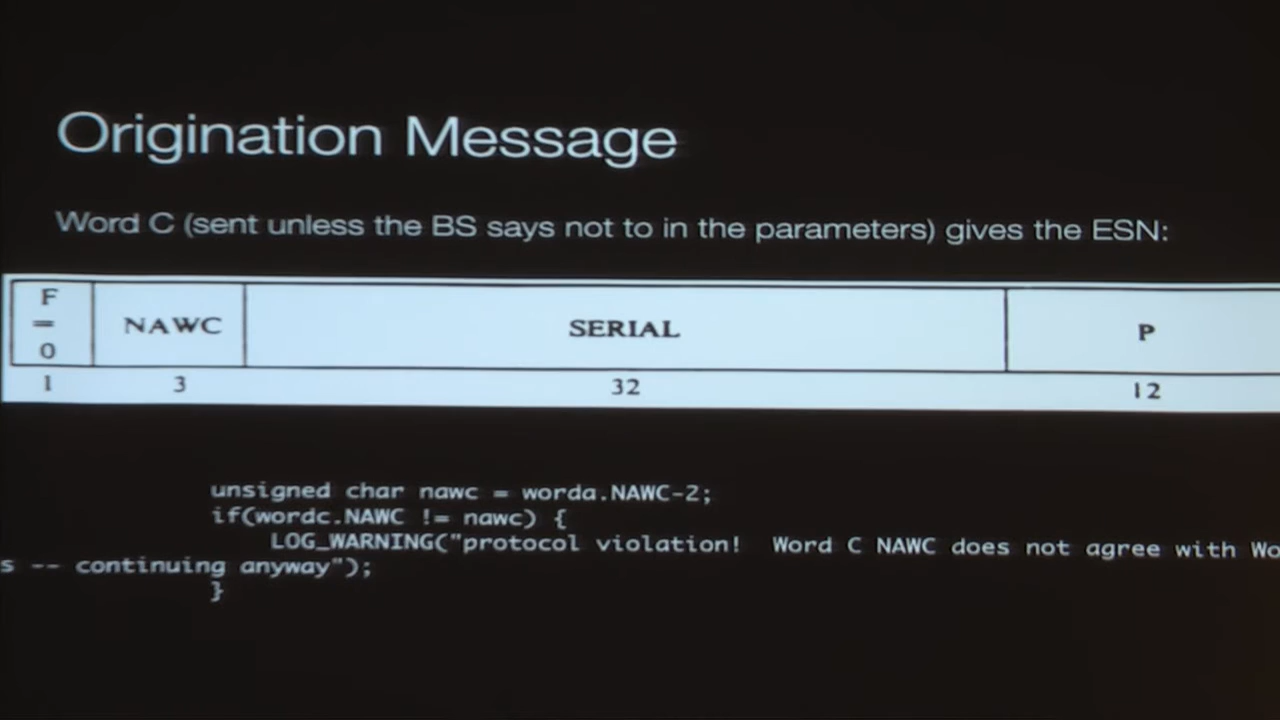 Origination Message
Word C (sent unless the BS says not to in the parameters) gives the ESN:
F
=
0
NAWC
SERIAL
P
1
3
32
12
unsigned char nawc = worda.NAWC-2;
if(wordc.NAWC != nawc) {
LOG_WARNING("protocol violation!  Word C NAWC does not agree with Wo
s -- continuing anyway");
}